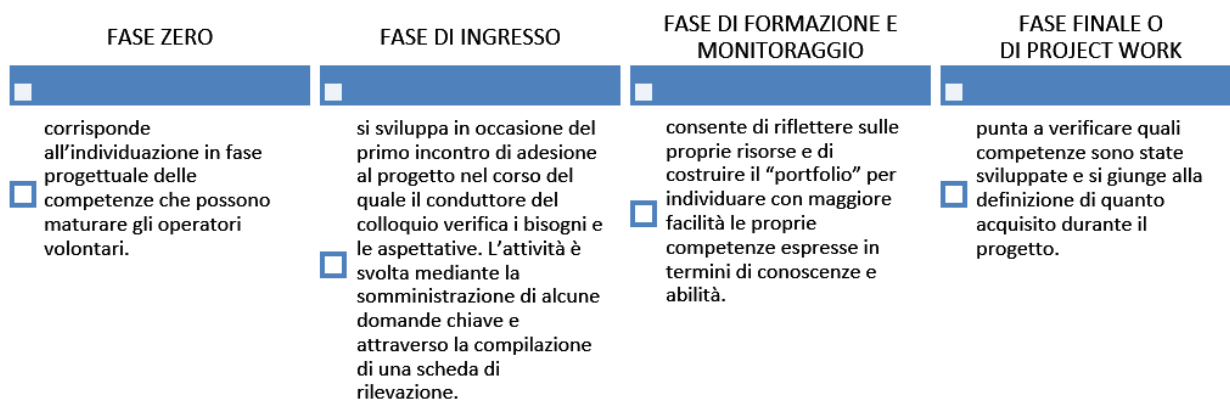 FASE ZERO
corrisponde
all’individuazione in fase
progettuale delle
competenze che possono
maturare gli operatori
volontari.
FASE DI INGRESSO
si sviluppa in occasione del
primo incontro di adesione
al progetto nel corso del
quale il conduttore del
colloquio verifica i bisogni e
le aspettative. L’attività è
svolta mediante la
somministrazione di alcune
domande chiave e
attraverso la compilazione
di una scheda di
rilevazione.
FASE DI FORMAZIONE E
MONITORAGGIO
consente di riflettere sulle
proprie risorse e di
costruire il “portfolio” per
individuare con maggiore
facilità le proprie
competenze espresse in
termini di conoscenze e
abilità.
FASE FINALE O
DI PROJECT WORK
punta a verificare quali
competenze sono state
sviluppate e si giunge alla
definizione di quanto
acquisito durante il
progetto.